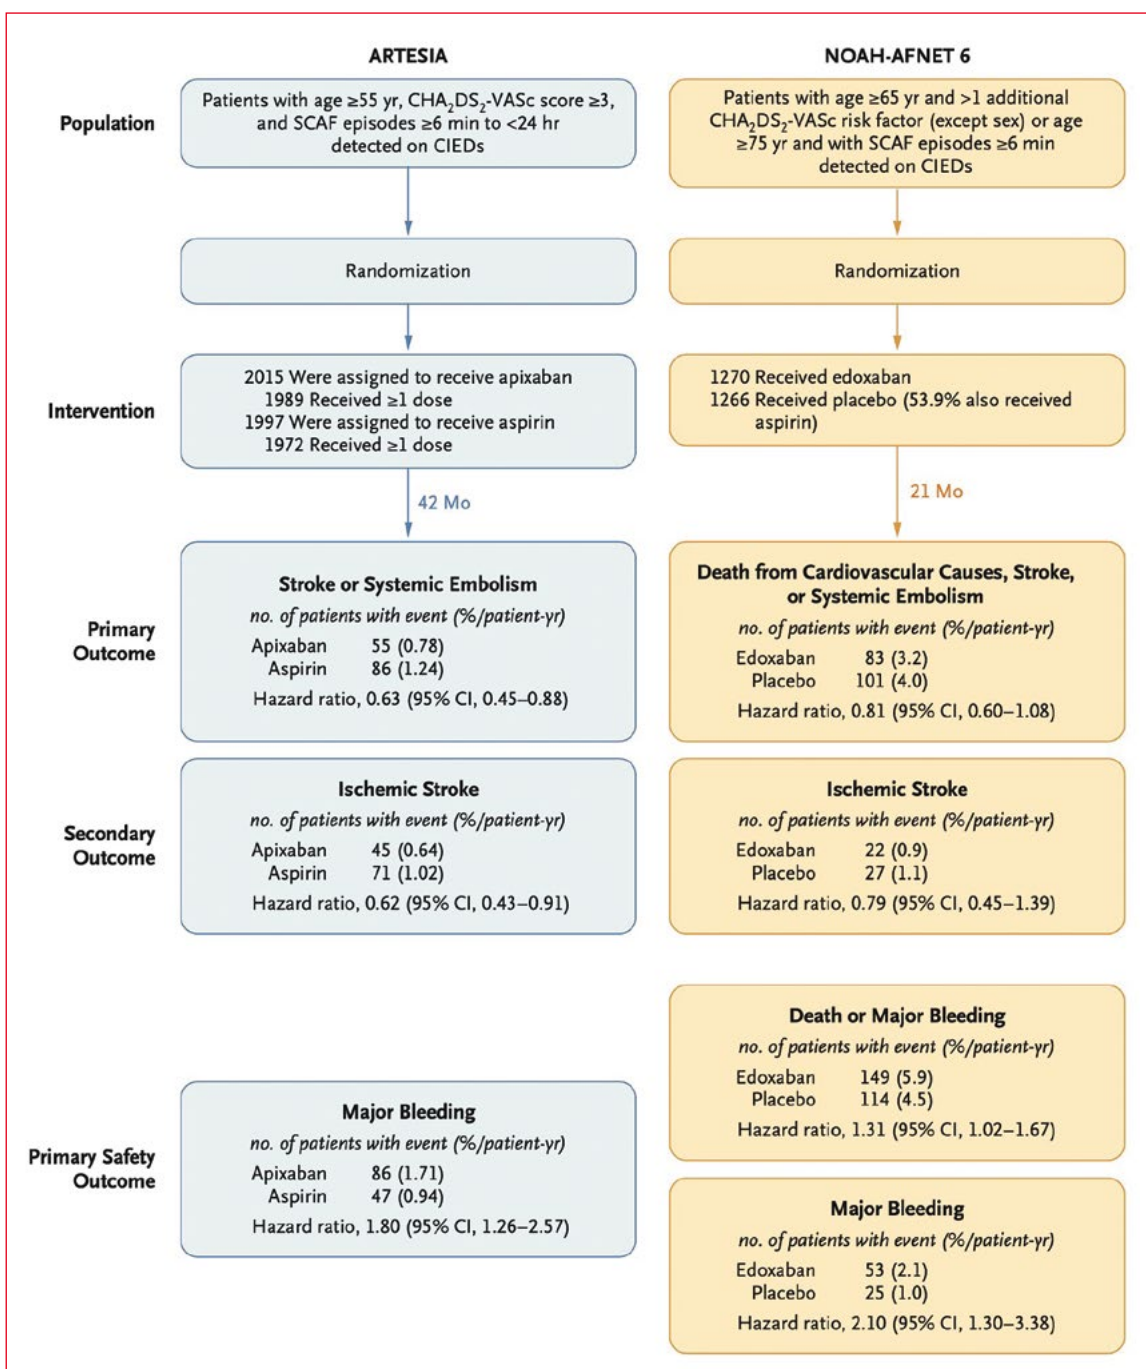 ARTESIA
NOAH-AFNET 6
Population
Patients with age ≥55 yr, CHA₂DS₂-VASc score ≥3,
and SCAF episodes ≥6 min to <24 hr
detected on CIEDs
Patients with age ≥65 yr and >1 additional
CHA₂DS₂-VASc risk factor (except sex) or age
≥75 yr and with SCAF episodes ≥6 min
detected on CIEDs
Randomization
Randomization
Intervention
2015 Were assigned to receive apixaban
1989 Received ≥1 dose
1997 Were assigned to receive aspirin
1972 Received ≥1 dose
1270 Received edoxaban
1266 Received placebo (53.9% also received
aspirin)
42 Mo
21 Mo
Primary
Outcome
Stroke or Systemic Embolism
no. of patients with event (%/patient-yr)
Apixaban 55 (0.78)
Aspirin 86 (1.24)
Hazard ratio, 0.63 (95% CI, 0.45–0.88)
Death from Cardiovascular Causes, Stroke,
or Systemic Embolism
no. of patients with event (%/patient-yr)
Edoxaban 83 (3.2)
Placebo 101 (4.0)
Hazard ratio, 0.81 (95% CI, 0.60–1.08)
Secondary
Outcome
Ischemic Stroke
no. of patients with event (%/patient-yr)
Apixaban 45 (0.64)
Aspirin 71 (1.02)
Hazard ratio, 0.62 (95% CI, 0.43–0.91)
Ischemic Stroke
no. of patients with event (%/patient-yr)
Edoxaban 22 (0.9)
Placebo 27 (1.1)
Hazard ratio, 0.79 (95% CI, 0.45–1.39)
Primary Safety
Outcome
Major Bleeding
no. of patients with event (%/patient-yr)
Apixaban 86 (1.71)
Aspirin 47 (0.94)
Hazard ratio, 1.80 (95% CI, 1.26–2.57)
Death or Major Bleeding
no. of patients with event (%/patient-yr)
Edoxaban 149 (5.9)
Placebo 114 (4.5)
Hazard ratio, 1.31 (95% CI, 1.02–1.67)
Major Bleeding
no. of patients with event (%/patient-yr)
Edoxaban 53 (2.1)
Placebo 25 (1.0)
Hazard ratio, 2.10 (95% CI, 1.30–3.38)